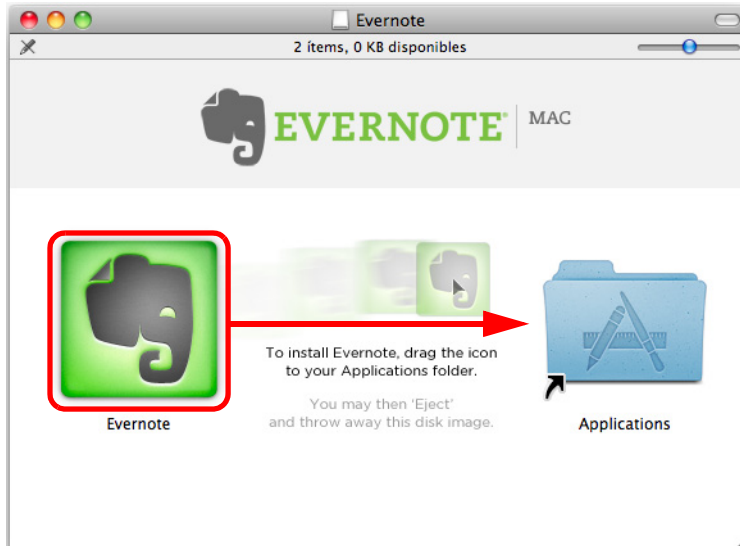 Evernote
2 ítems, 0 KB disponibles
EVERNOTE® MAC
To install Evernote, drag the icon
to your Applications folder.
You may then 'Eject'
and throw away this disk image.
Evernote
Applications